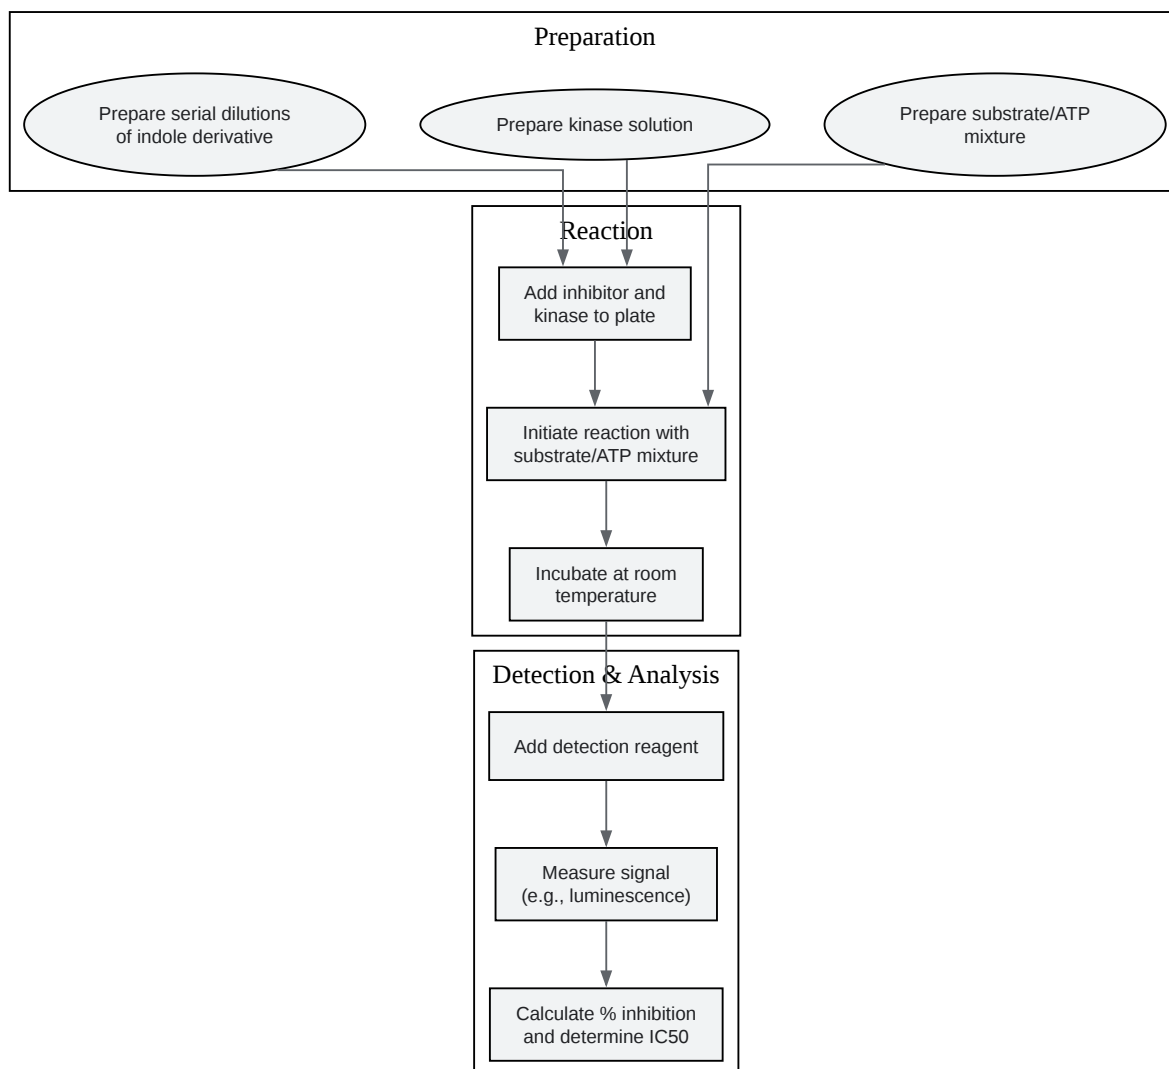 Preparation
Prepare serial dilutions
of indole derivative
Prepare kinase solution
Prepare substrate/ATP
mixture
Reaction
Add inhibitor and
kinase to plate
Initiate reaction with
substrate/ATP mixture
Incubate at room
temperature
Detection & Analysis
Add detection reagent
Measure signal
(e.g., luminescence)
Calculate % inhibition
and determine IC50